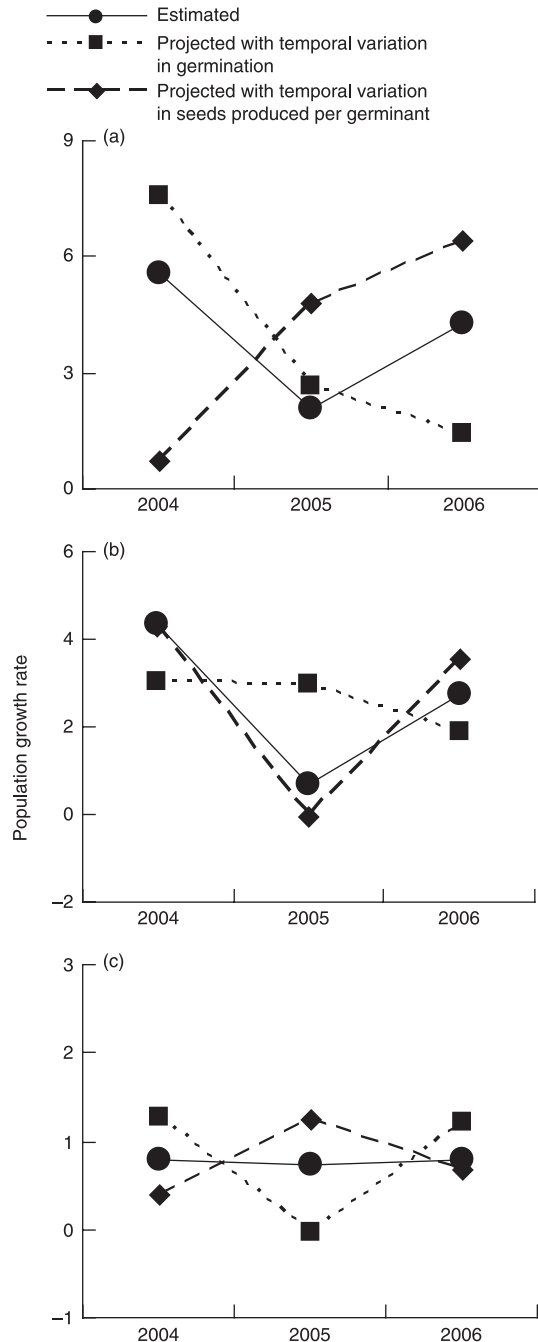 Estimated
Projected with temporal variation
in germination
Projected with temporal variation
in seeds produced per germinant
(a)
9
6
3
0
2004 2005 2006
(b)
6
4
2
0
–2
2004 2005 2006
Population growth rate
(c)
3
2
1
0
–1
2004 2005 2006